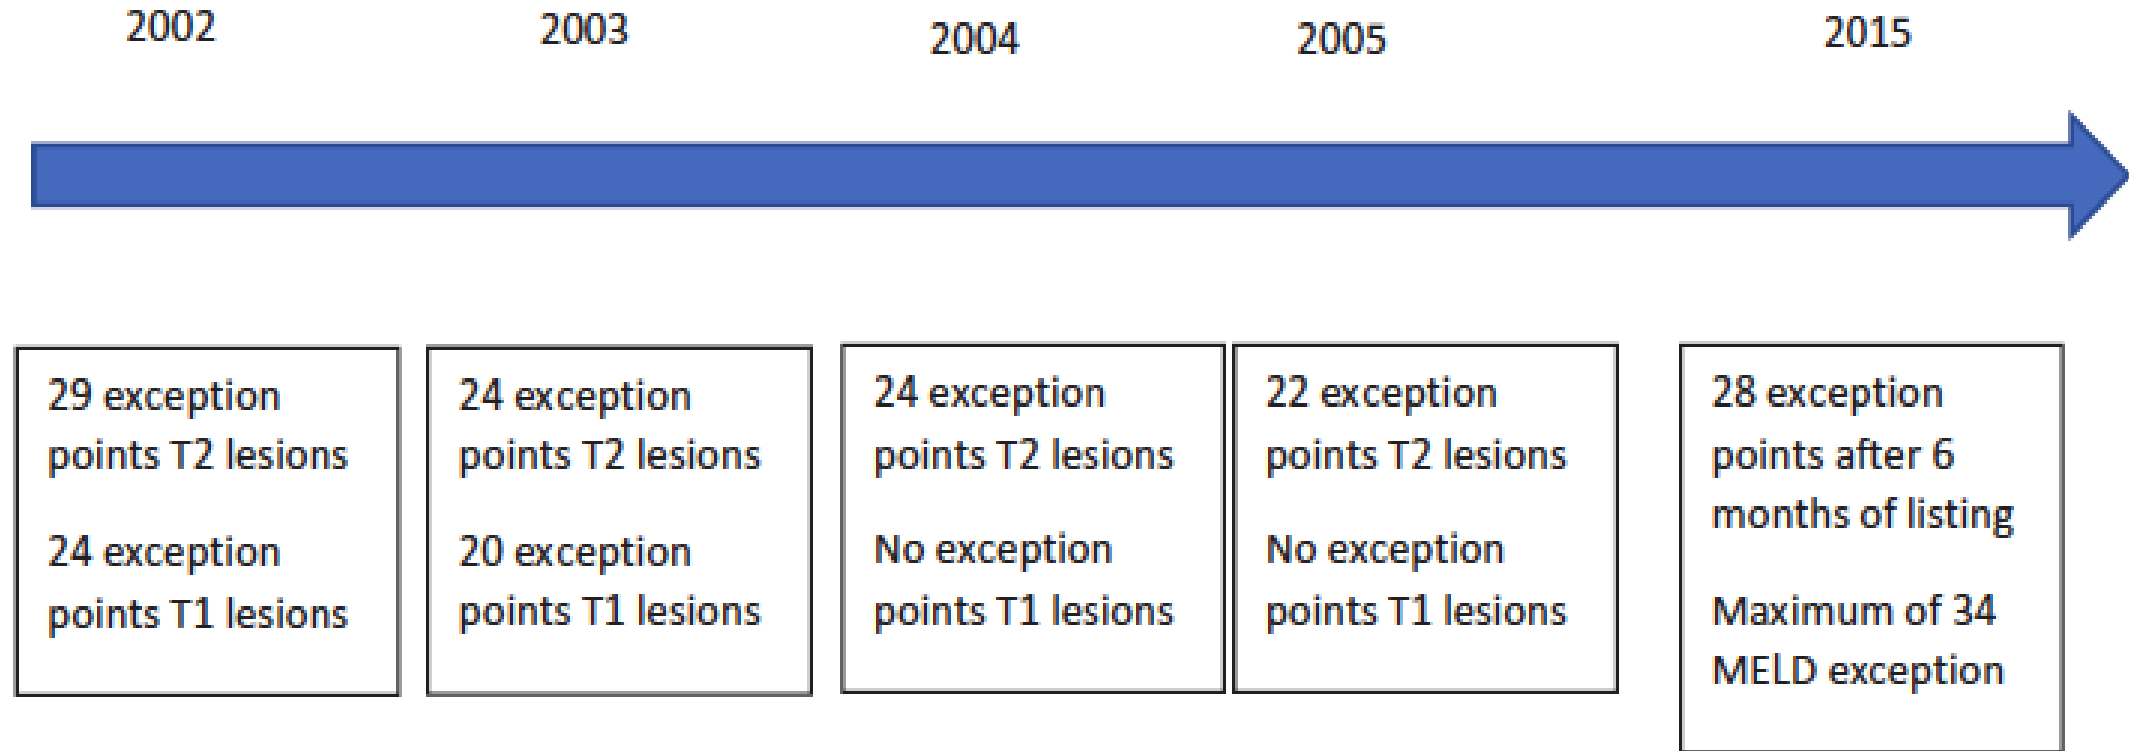 2002
2003
2004
2005
2015
29 exception
points T2 lesions
24 exception
points T1 lesions
24 exception
points T2 lesions
20 exception
points T1 lesions
24 exception
points T2 lesions
No exception
points T1 lesions
22 exception
points T2 lesions
No exception
points T1 lesions
28 exception
points after 6
months of listing
Maximum of 34
MELD exception